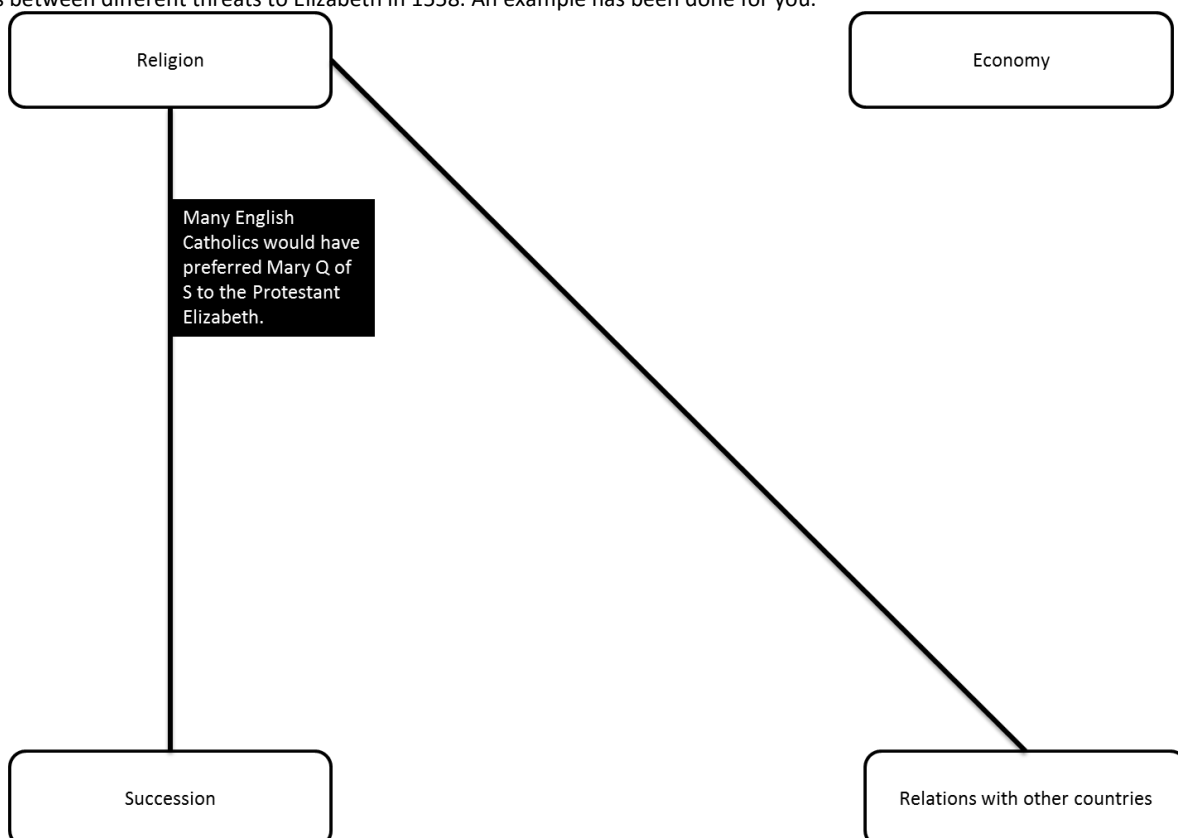 between different threats to Elizabeth in 1558. An example has been done for you.
Religion
Economy
Many English
Catholics would have
preferred Mary Q of
S to the Protestant
Elizabeth.
Succession
Relations with other countries